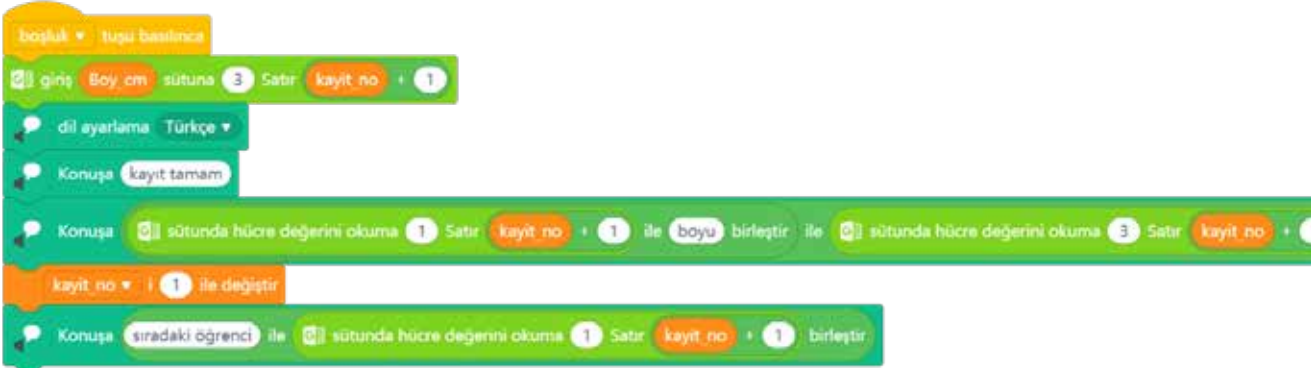 boşluk tuşu basılınca
giriş Boy_cm sütuna 3 Satır kayit_no + 1
dil ayarlama Türkçe
Konuşa kayıt tamam
Konuşa sütunda hücre değerini okuma 1 Satır kayit_no + 1 ile boyu birleştir ile sütunda hücre değerini okuma 3 Satır kayit_no +
kayit_no i 1 ile değiştir
Konuşa sıradaki öğrenci ile sütunda hücre değerini okuma 1 Satır kayit_no + 1 birleştir